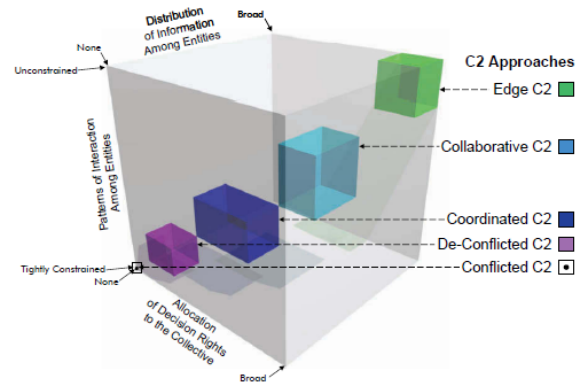 Distribution
of Information
Among Entities
Broad
None
Unconstrained
C2 Approaches
Edge C2
Collaborative C2
Patterns of Interaction
Among Entities
Coordinated C2
De-Conflicted C2
Conflicted C2
Tightly Constrained
None
Allocation
of Decision Rights
to the Collective
Broad